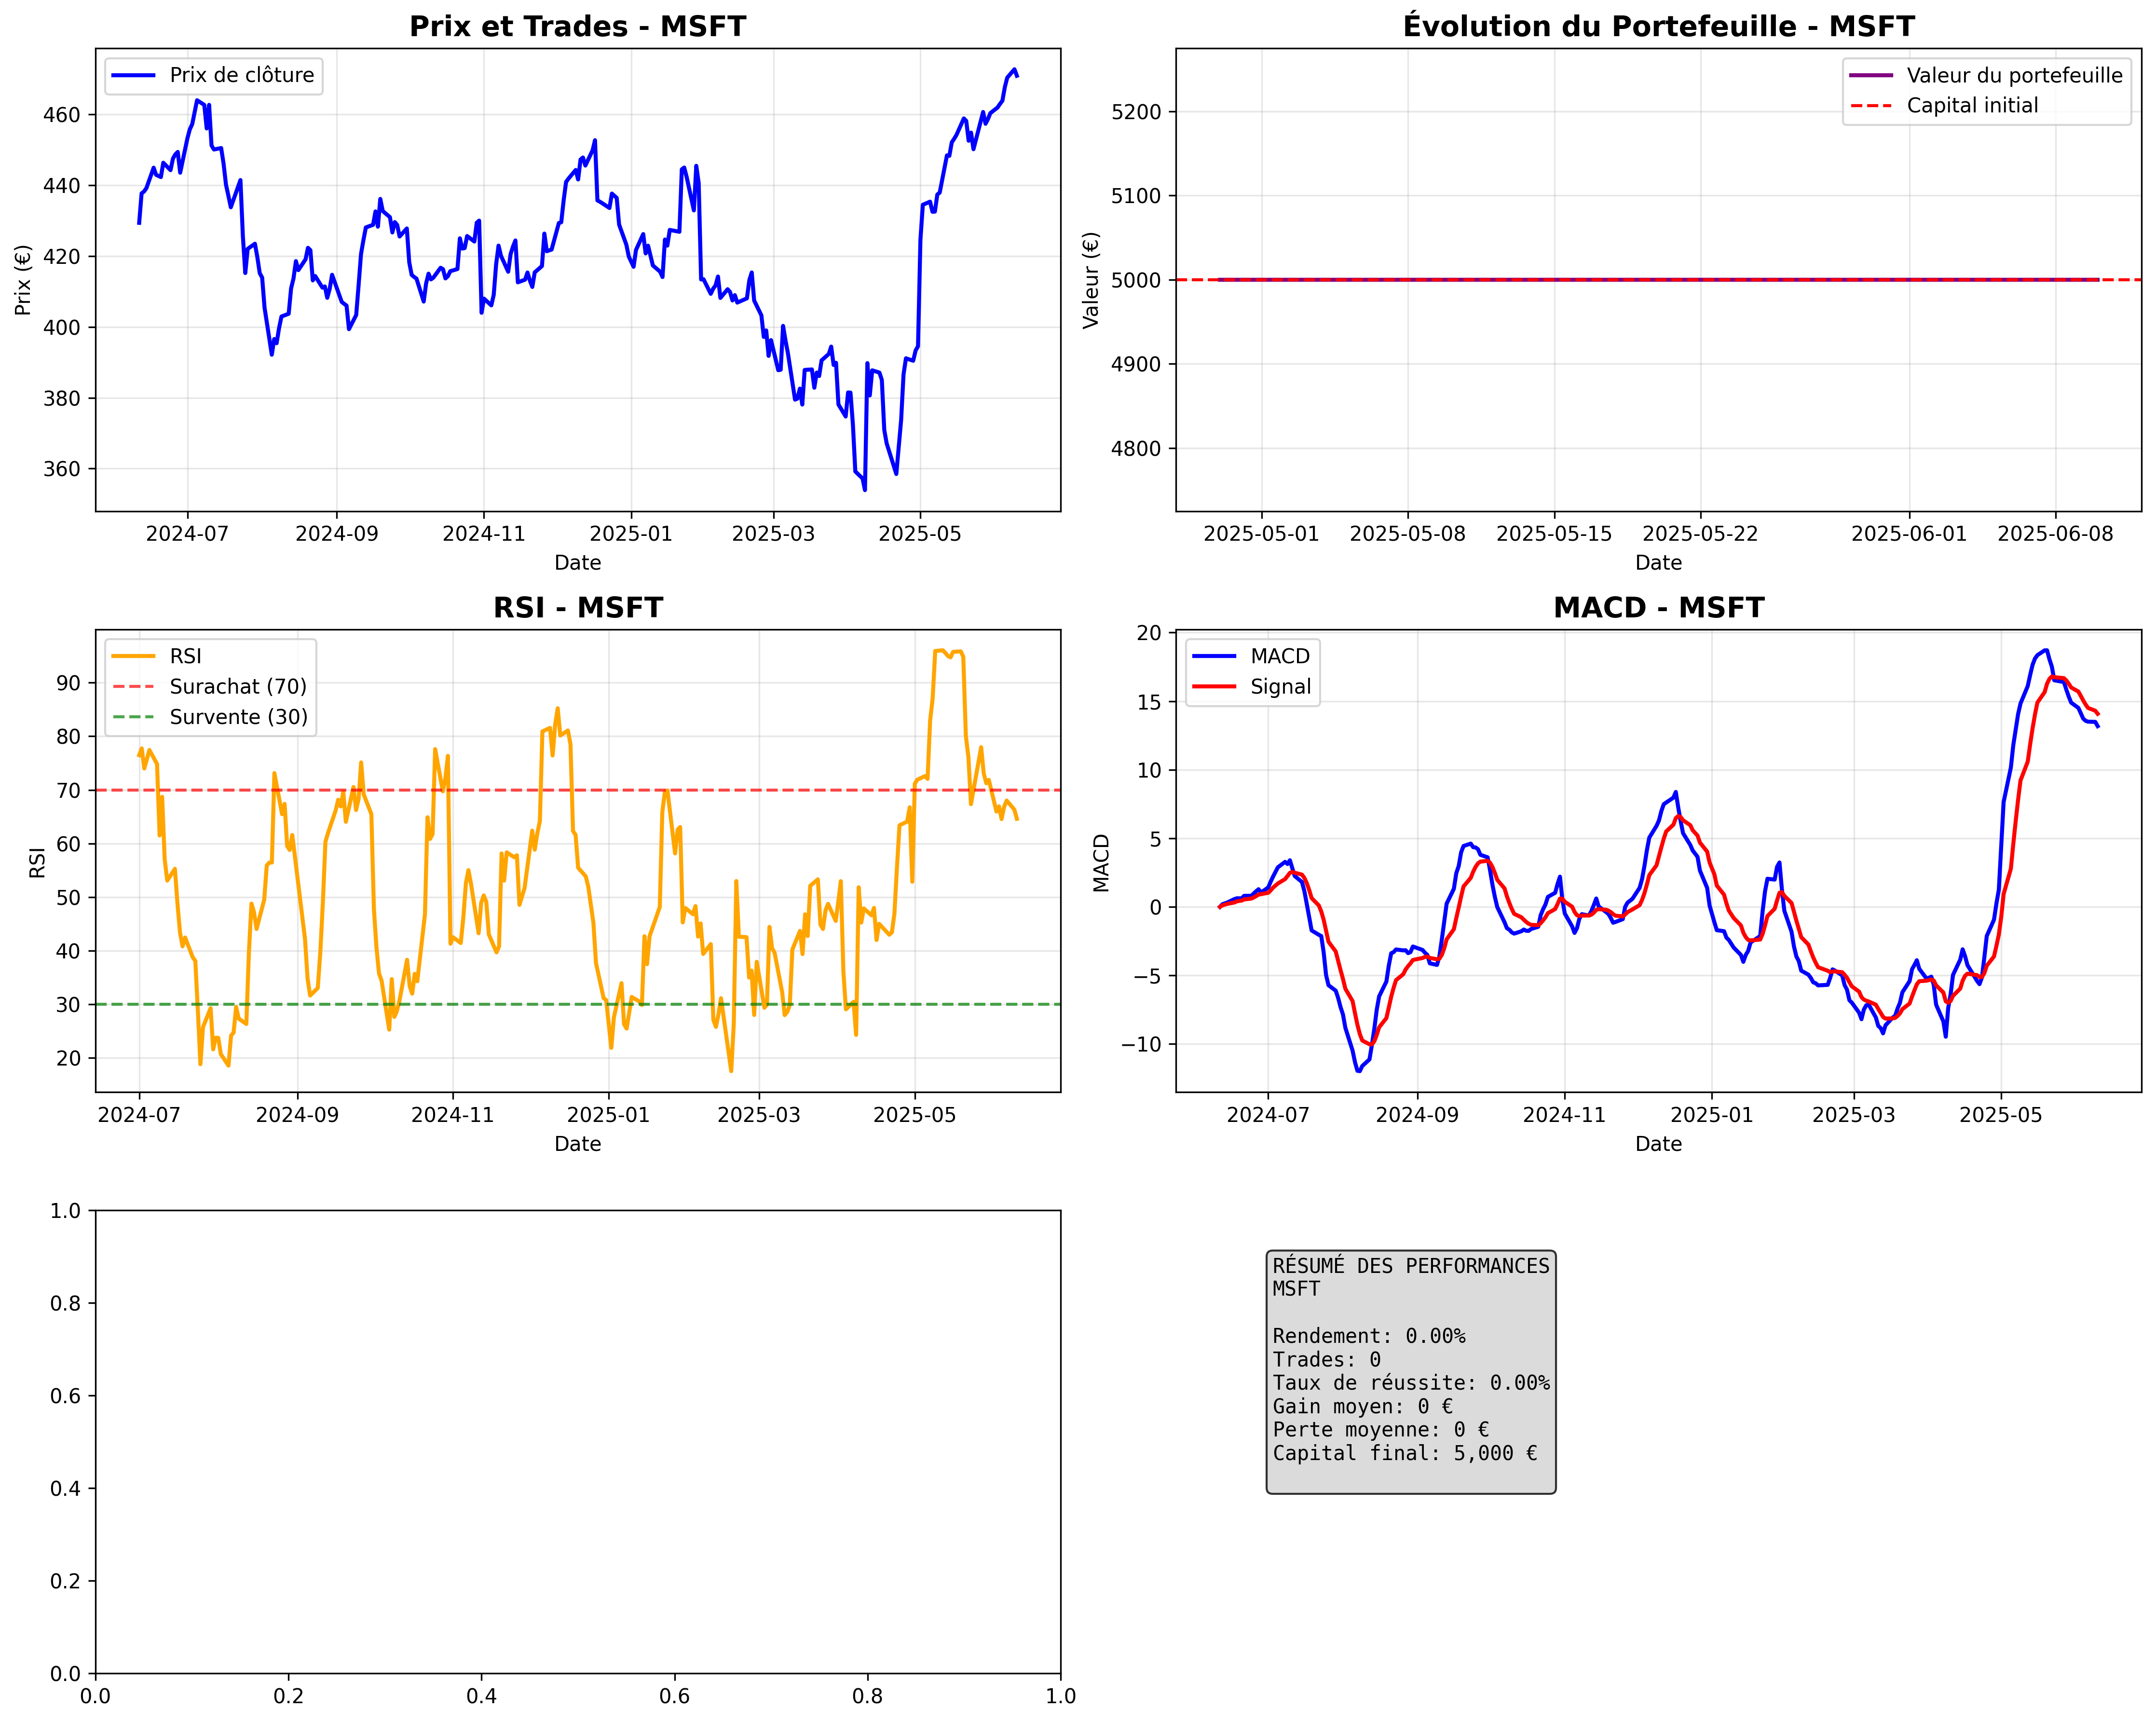 Prix et Trades - MSFT
Prix de clôture
Prix (€)
460
440
420
400
380
360
2024-07 2024-09 2024-11 2025-01 2025-03 2025-05
Date
Évolution du Portefeuille - MSFT
Valeur du portefeuille
Capital initial
Valeur (€)
5200
5100
5000
4900
4800
2025-05-01 2025-05-08 2025-05-15 2025-05-22 2025-06-01 2025-06-08
Date
RSI - MSFT
RSI
Surachat (70)
Survente (30)
RSI
90
80
70
60
50
40
30
20
2024-07 2024-09 2024-11 2025-01 2025-03 2025-05
Date
MACD - MSFT
MACD
Signal
MACD
20
15
10
5
0
−5
−10
2024-07 2024-09 2024-11 2025-01 2025-03 2025-05
Date
1.0
0.8
0.6
0.4
0.2
0.0
0.0 0.2 0.4 0.6 0.8 1.0
RÉSUMÉ DES PERFORMANCES
MSFT
Rendement: 0.00%
Trades: 0
Taux de réussite: 0.00%
Gain moyen: 0 €
Perte moyenne: 0 €
Capital final: 5,000 €